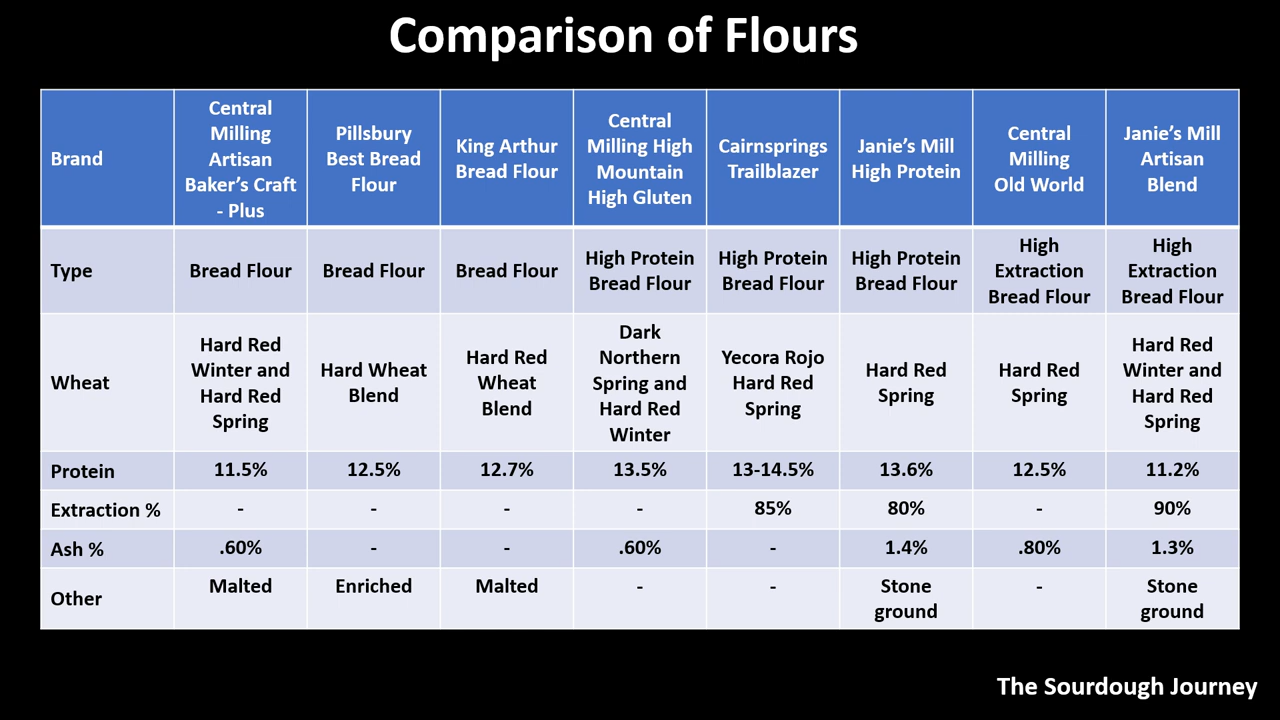 Comparison of Flours
Brand
Central
Milling
Artisan
Baker’s Craft
- Plus
Pillsbury
Best Bread
Flour
King Arthur
Bread Flour
Central
Milling High
Mountain
High Gluten
Cairnsprings
Trailblazer
Janie’s Mill
High Protein
Central
Milling
Old World
Janie’s Mill
Artisan
Blend
Type
Bread Flour
Bread Flour
Bread Flour
High Protein
Bread Flour
High Protein
Bread Flour
High Protein
Bread Flour
High
Extraction
Bread Flour
High
Extraction
Bread Flour
Wheat
Hard Red
Winter and
Hard Red
Spring
Hard Wheat
Blend
Hard Red
Wheat
Blend
Dark
Northern
Spring and
Hard Red
Winter
Yecora Rojo
Hard Red
Spring
Hard Red
Spring
Hard Red
Spring
Hard Red
Winter and
Hard Red
Spring
Protein
11.5%
12.5%
12.7%
13.5%
13-14.5%
13.6%
12.5%
11.2%
Extraction %
-
-
-
-
85%
80%
-
90%
Ash %
.60%
-
-
.60%
-
1.4%
.80%
1.3%
Other
Malted
Enriched
Malted
-
-
Stone
ground
-
Stone
ground
The Sourdough Journey